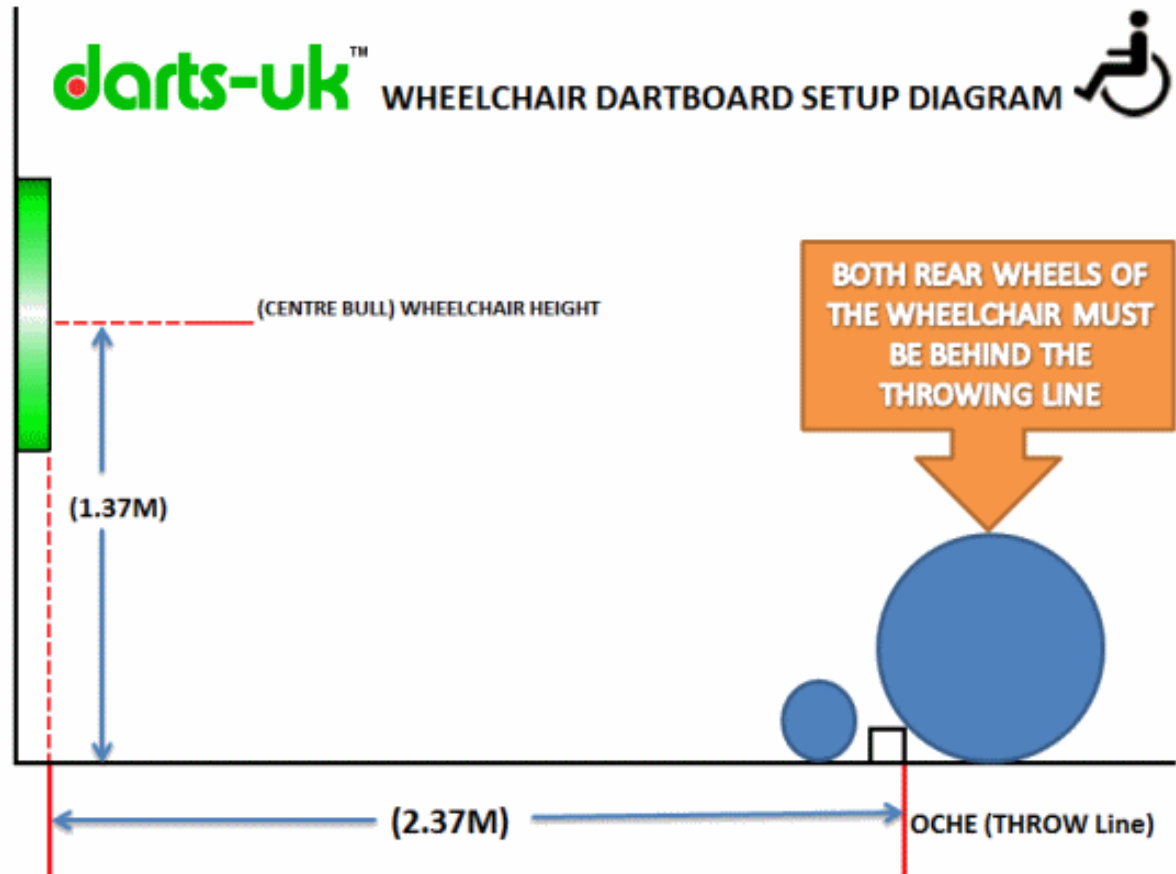 darts-uk™ WHEELCHAIR DARTBOARD SETUP DIAGRAM
(CENTRE BULL) WHEELCHAIR HEIGHT
BOTH REAR WHEELS OF
THE WHEELCHAIR MUST
BE BEHIND THE
THROWING LINE
(1.37M)
(2.37M)
OCHE (THROW Line)